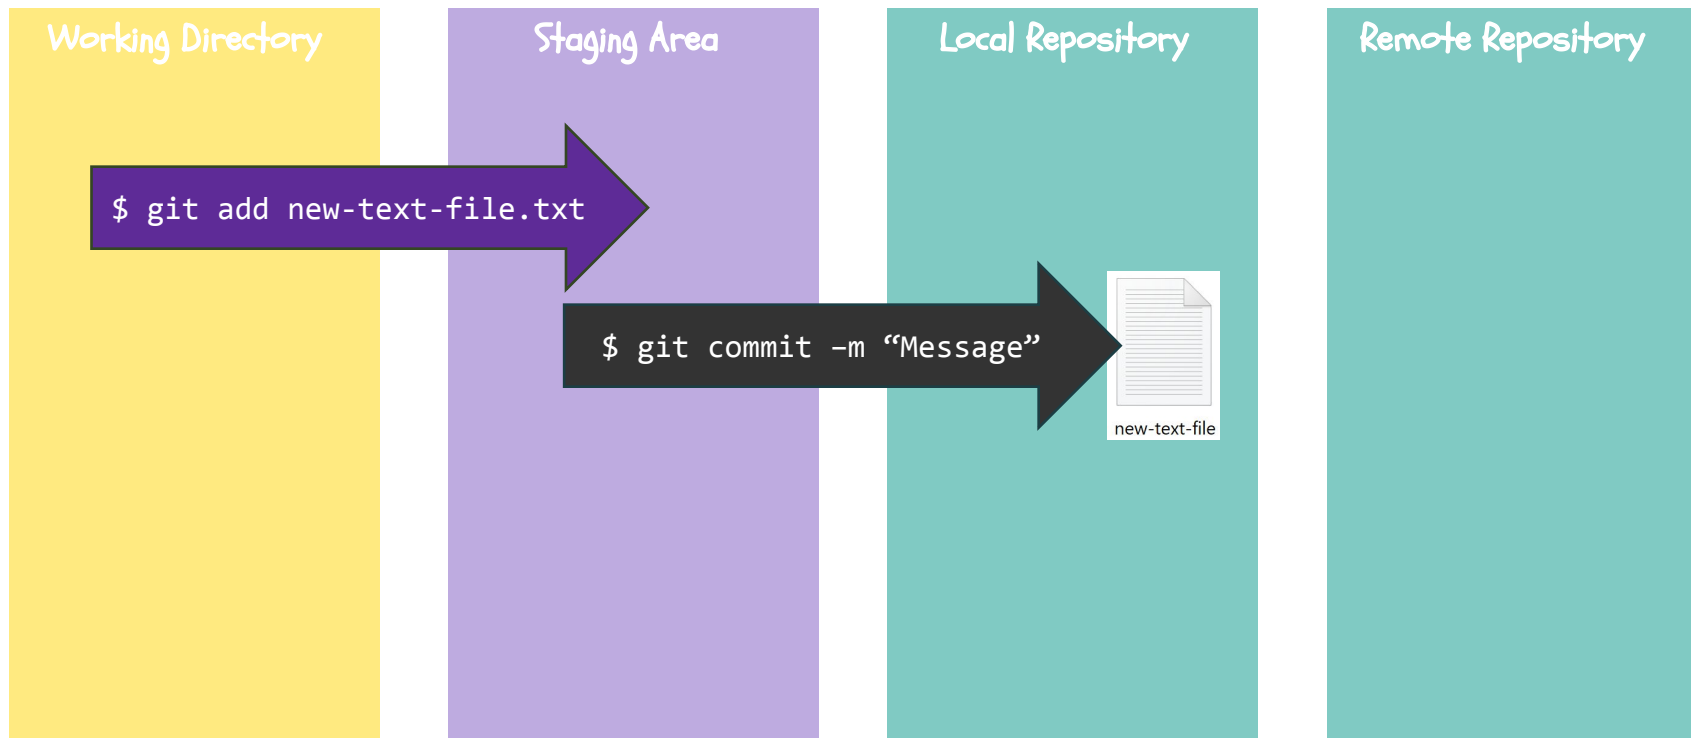 Working Directory
Staging Area
Local Repository
Remote Repository
$ git add new-text-file.txt
$ git commit –m “Message”
new-text-file